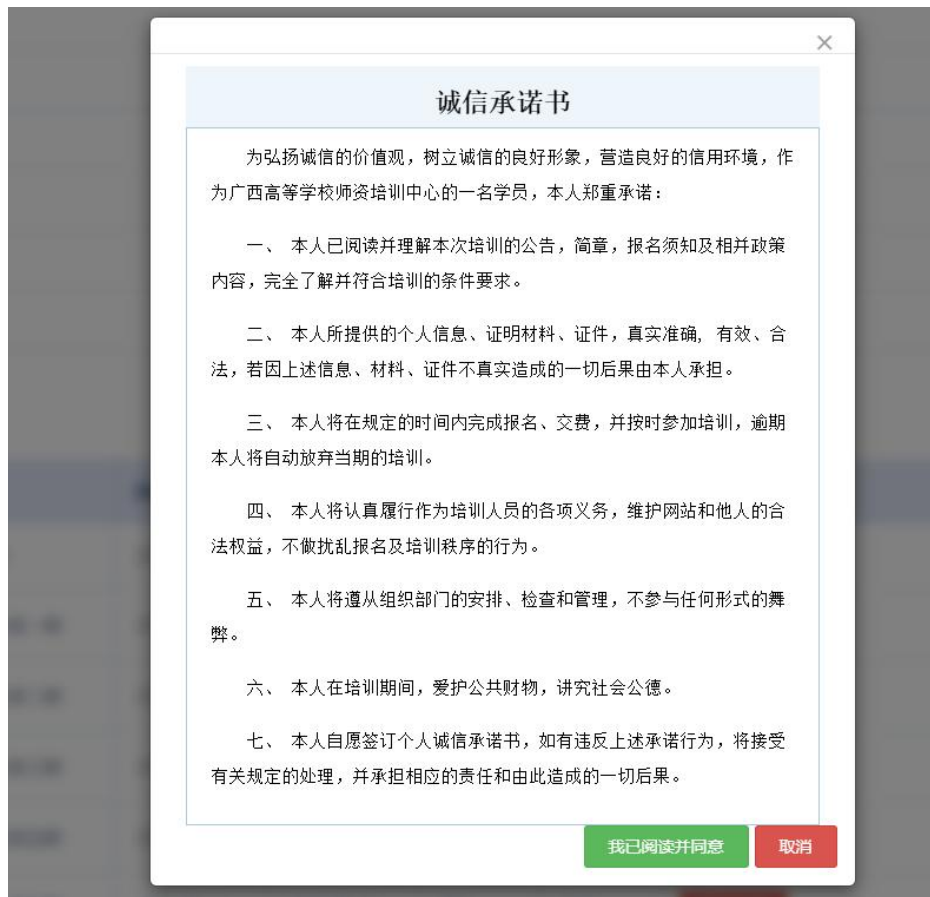 ×
诚信承诺书
为弘扬诚信的价值观，树立诚信的良好形象，营造良好的信用环境，作
为广西高等学校师资培训中心的一名学员，本人郑重承诺：
一、 本人已阅读并理解本次培训的公告，简章，报名须知及相并政策
内容，完全了解并符合培训的条件要求。
二、 本人所提供的个人信息、证明材料、证件，真实准确, 有效、合
法，若因上述信息、材料、证件不真实造成的一切后果由本人承担。
三、 本人将在规定的时间内完成报名、交费，并按时参加培训，逾期
本人将自动放弃当期的培训。
四、 本人将认真履行作为培训人员的各项义务，维护网站和他人的合
法权益，不做扰乱报名及培训秩序的行为。
五、 本人将遵从组织部门的安排、检查和管理，不参与任何形式的舞
弊。
六、 本人在培训期间，爱护公共财物，讲究社会公德。
七、 本人自愿签订个人诚信承诺书，如有违反上述承诺行为，将接受
有关规定的处理，并承担相应的责任和由此造成的一切后果。
我已阅读并同意 取消